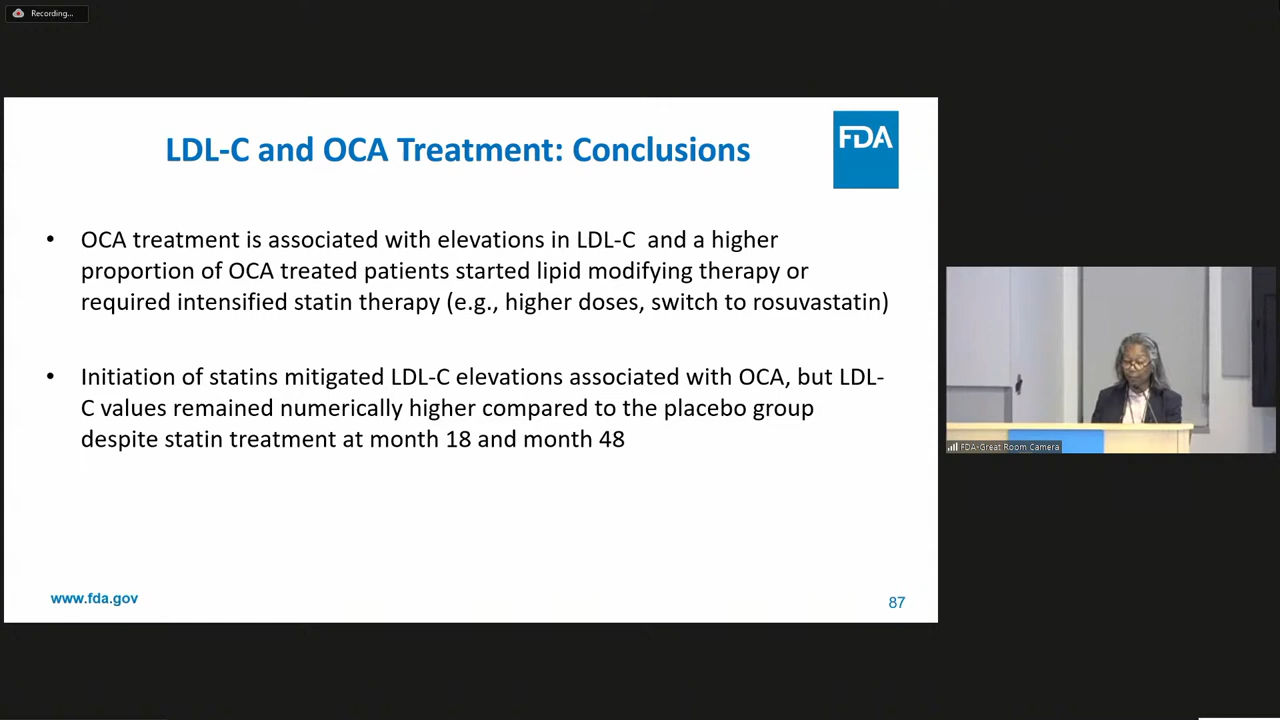 Recording...
LDL-C and OCA Treatment: Conclusions
FDA
• OCA treatment is associated with elevations in LDL-C and a higher
proportion of OCA treated patients started lipid modifying therapy or
required intensified statin therapy (e.g., higher doses, switch to rosuvastatin)
• Initiation of statins mitigated LDL-C elevations associated with OCA, but LDL-
C values remained numerically higher compared to the placebo group
despite statin treatment at month 18 and month 48
FDA-Great Room Camera
www.fda.gov
87